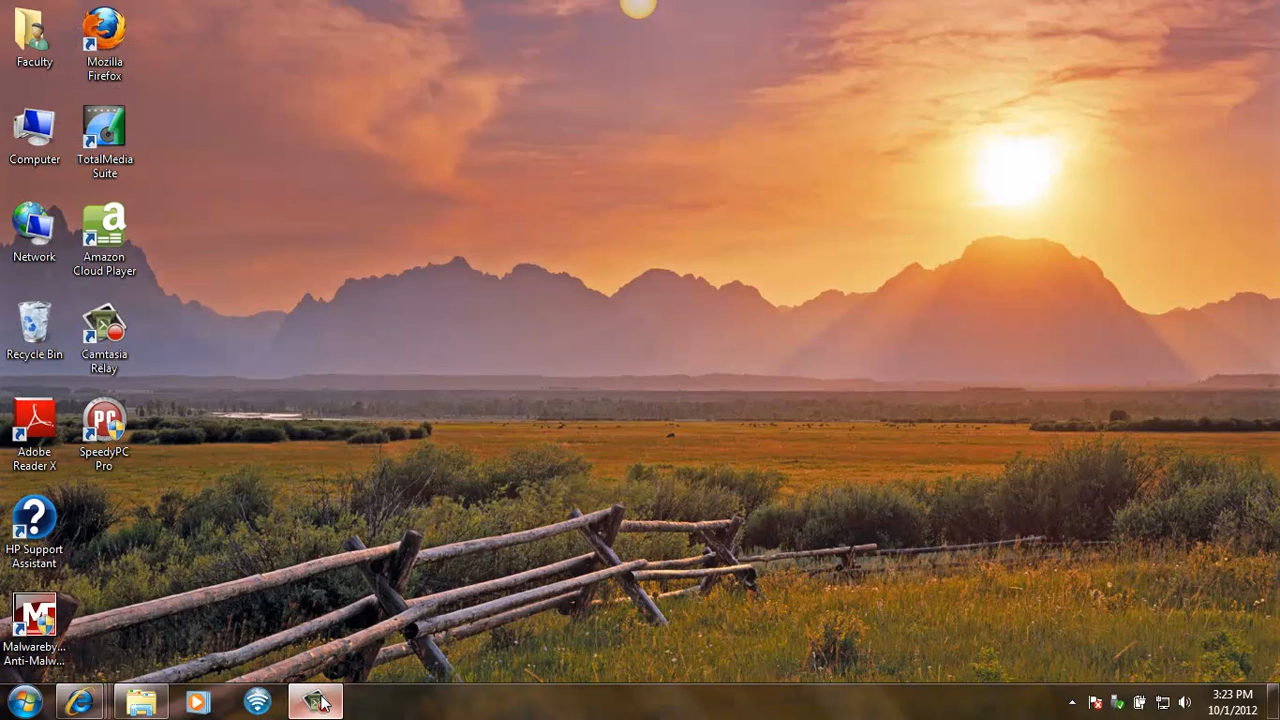 Faculty
Mozilla
Firefox
Computer
TotalMedia
Suite
Network
a
Amazon
Cloud Player
Recycle Bin
Camtasia
Relay
Adobe
Reader X
PC
SpeedyPC
Pro
?
HP Support
Assistant
M
Malwareby...
Anti-Malw...
3:23 PM
10/1/2012